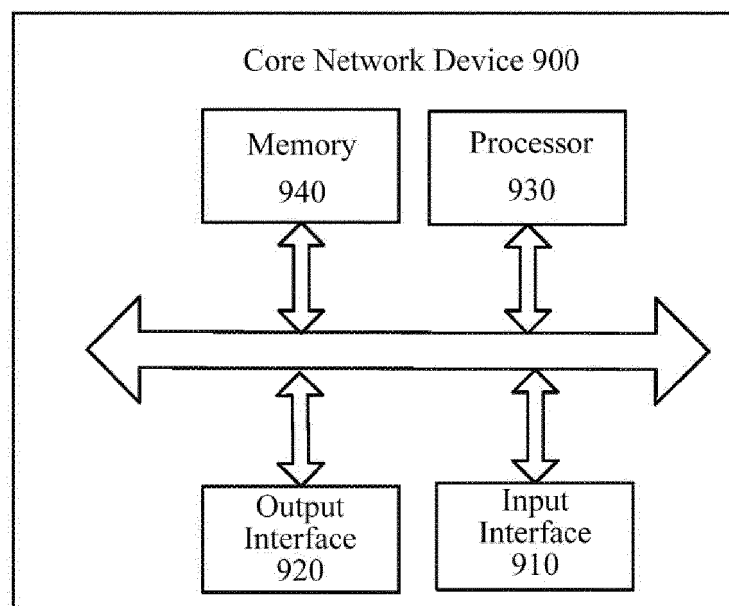 Core Network Device 900
Memory
940
Processor
930
Output
Interface
920
Input
Interface
910